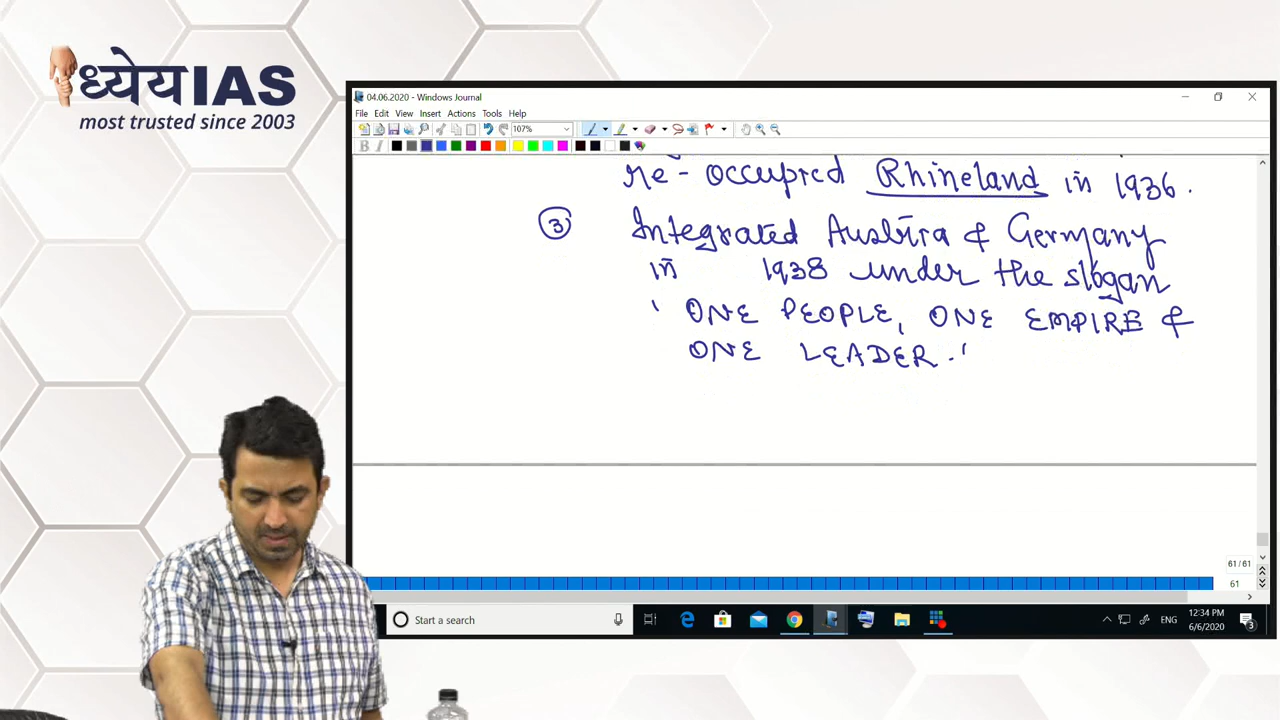 ध्येय IAS
most trusted since 2003
04.06.2020 - Windows Journal
File Edit View Insert Actions Tools Help
107%
B I
re-occupied Rhineland in 1936.
③ Integrated Austria & Germany
in 1938 under the slogan
' ONE PEOPLE, ONE EMPIRE &
ONE LEADER.'
61 / 61
61
Start a search
ENG
12:34 PM
6/6/2020
3